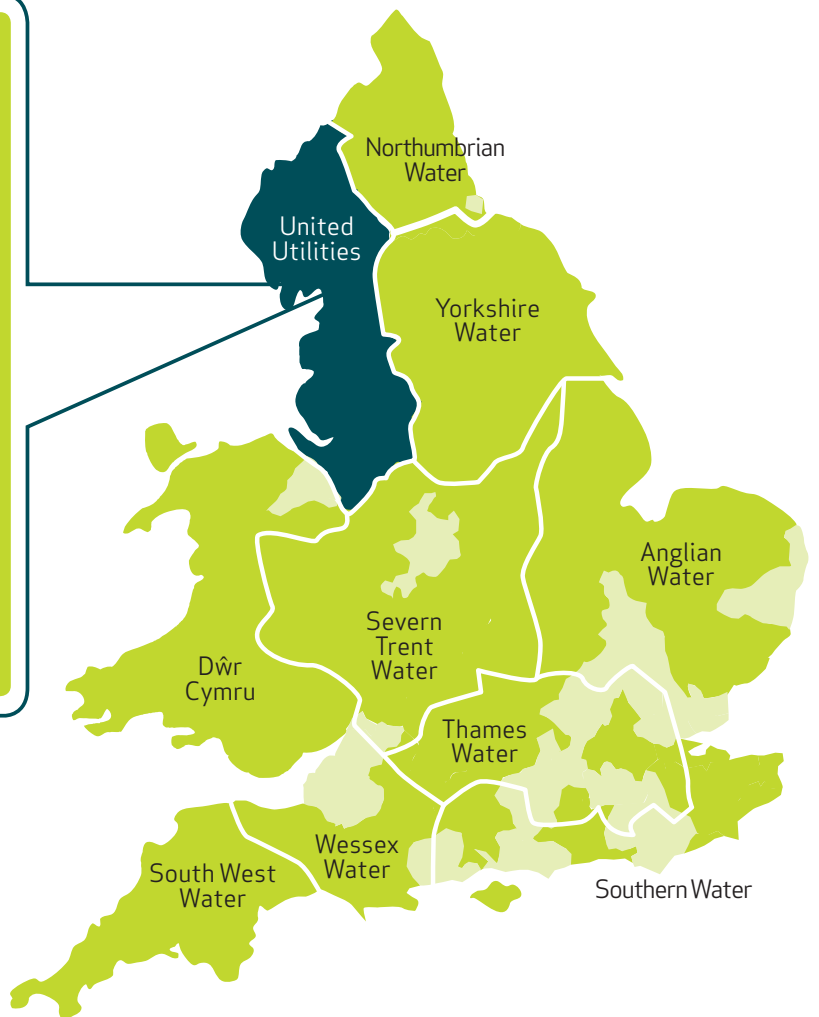 Northumbrian
Water
United
Utilities
Yorkshire
Water
Anglian
Water
Severn
Trent
Water
Dŵr
Cymru
Thames
Water
Wessex
Water
South West
Water
Southern Water